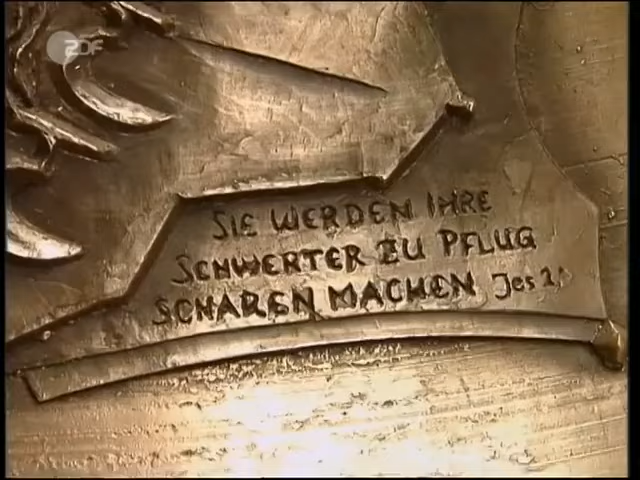 ZDF
SIE WERDEN IHRE
SCHWERTER ZU PFLUG
SCHAREN MACHEN Jes 2,